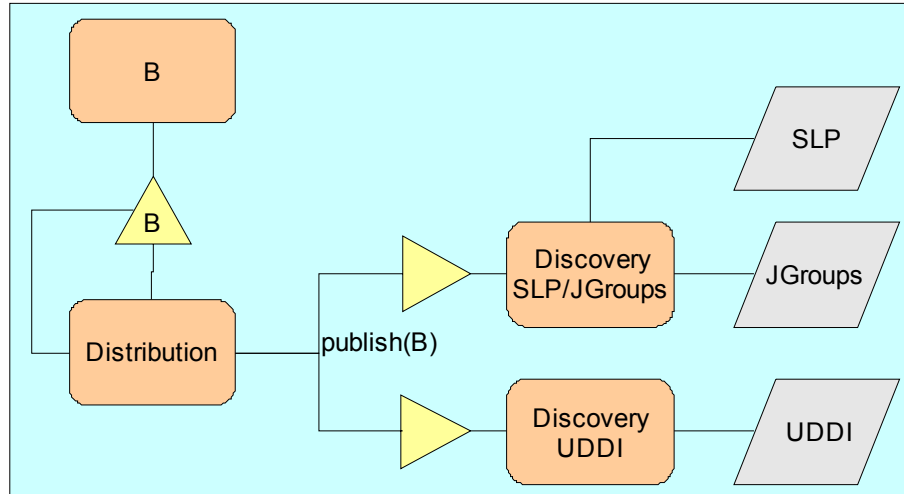 B
SLP
B
Discovery
SLP/JGroups
JGroups
Distribution
publish(B)
Discovery
UDDI
UDDI